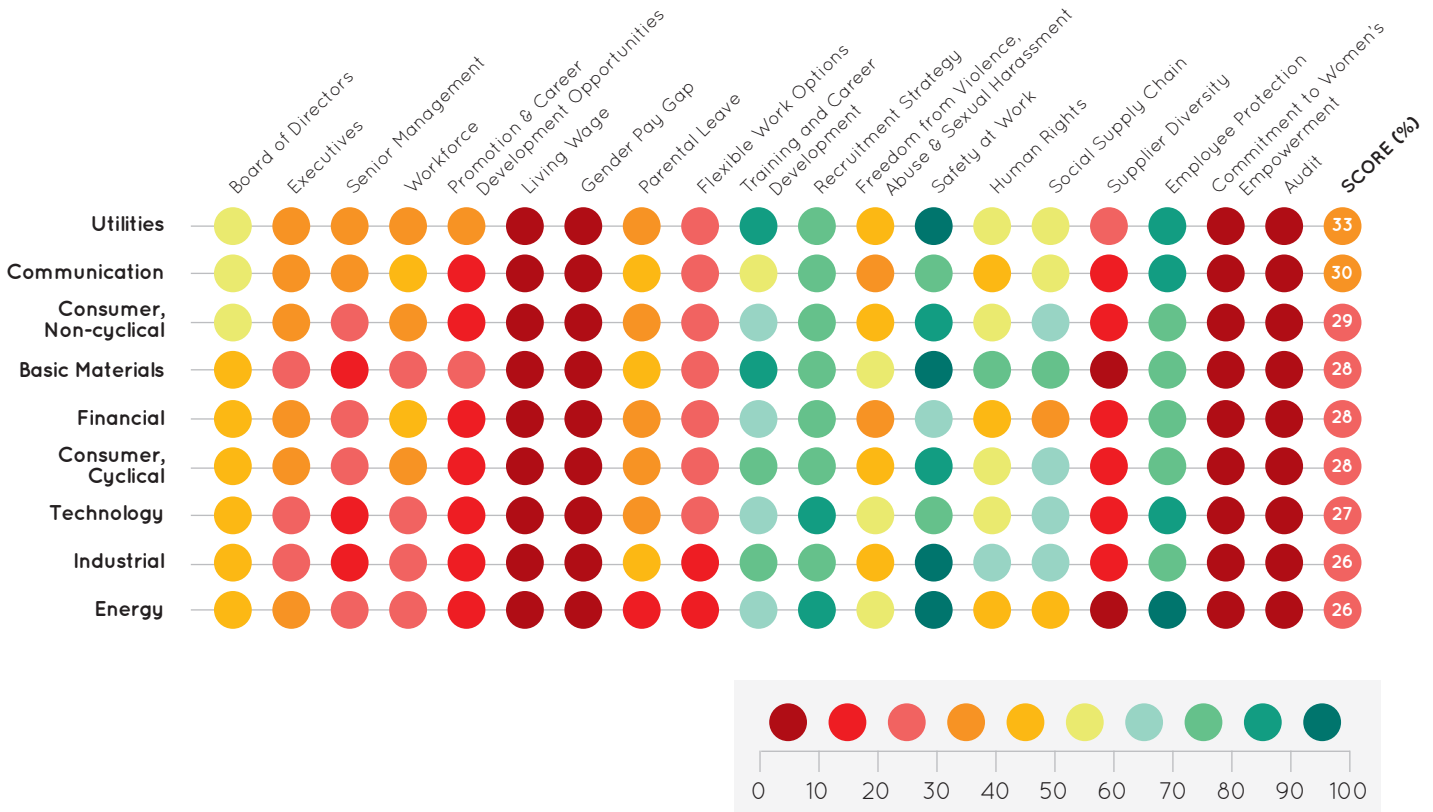 Board of Directors
Executives
Senior Management
Workforce
Promotion & Career
Development Opportunities
Living Wage
Gender Pay Gap
Parental Leave
Flexible Work Options
Training and Career
Development
Recruitment Strategy
Freedom from Violence,
Abuse & Sexual Harassment
Safety at Work
Human Rights
Social Supply Chain
Supplier Diversity
Employee Protection
Commitment to Women's
Empowerment
Audit
SCORE (%)
Utilities 33
Communication 30
Consumer,
Non-cyclical 29
Basic Materials 28
Financial 28
Consumer,
Cyclical 28
Technology 27
Industrial 26
Energy 26
0 10 20 30 40 50 60 70 80 90 100